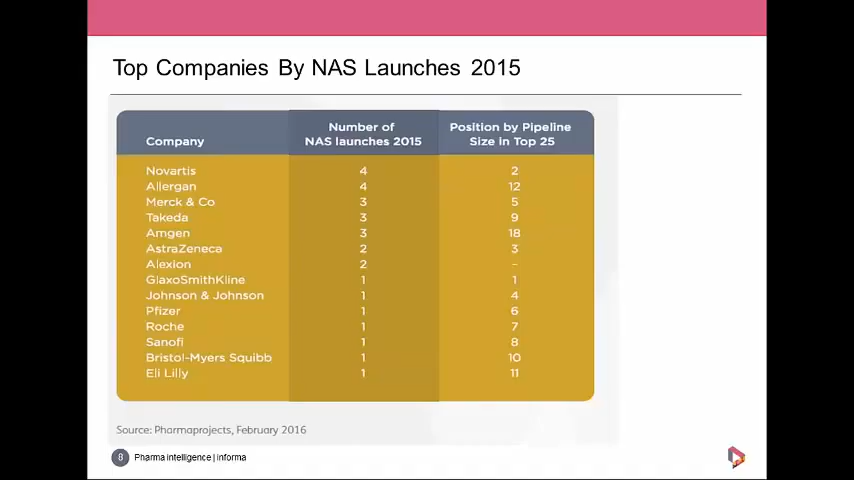 Top Companies By NAS Launches 2015
Company Number of NAS launches 2015 Position by Pipeline Size in Top 25
Novartis 4 2
Allergan 4 12
Merck & Co 3 5
Takeda 3 9
Amgen 3 18
AstraZeneca 2 3
Alexion 2 -
GlaxoSmithKline 1 1
Johnson & Johnson 1 4
Pfizer 1 6
Roche 1 7
Sanofi 1 8
Bristol-Myers Squibb 1 10
Eli Lilly 1 11
Source: Pharmaprojects, February 2016
8 Pharma intelligence | informa